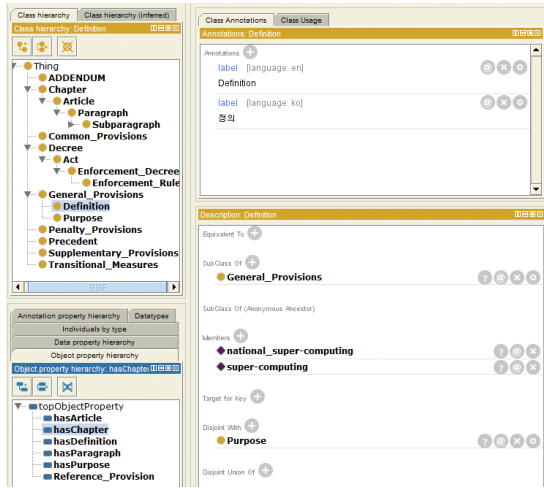 Class hierarchy
Class hierarchy (inferred)
Class hierarchy: Definition
Thing
ADDENDUM
Chapter
Article
Paragraph
Subparagraph
Common_Provisions
Decree
Act
Enforcement_Decree
Enforcement_Rule
General_Provisions
Definition
Purpose
Penalty_Provisions
Precedent
Supplementary_Provisions
Transitional_Measures
Annotation property hierarchy
Datatypes
Individuals by type
Data property hierarchy
Object property hierarchy
Object property hierarchy: hasChapter
topObjectProperty
hasArticle
hasChapter
hasDefinition
hasParagraph
hasPurpose
Reference_Provision
Class Annotations
Class Usage
Annotations: Definition
Annotations
label [language: en]
Definition
label [language: ko]
정의
Description: Definition
Equivalent To
SubClass Of
General_Provisions
SubClass Of (Anonymous Ancestor)
Members
national_super-computing
super-computing
Target for Key
Disjoint With
Purpose
Disjoint Union Of